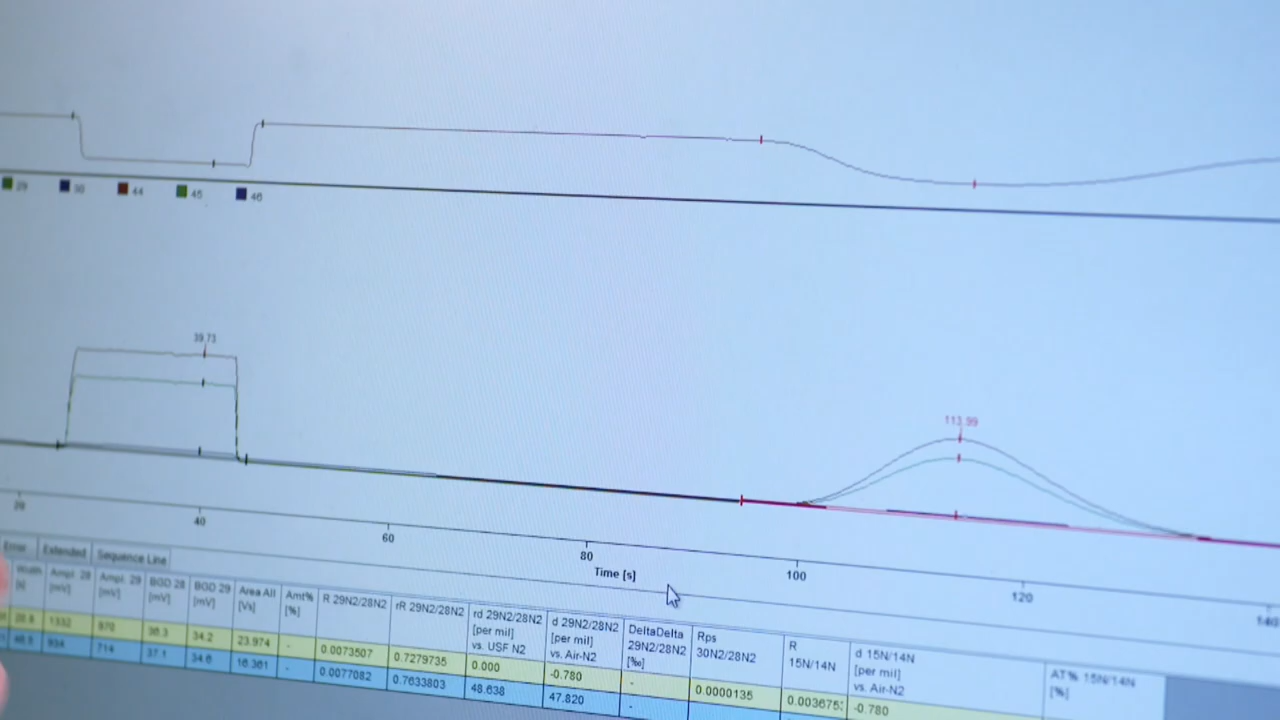 29 30 44 45 46
39.73
113.99
40 60 80 100 120 140
Time [s]
Error Extended Sequence Line
Width [s] Ampl. 28 [mV] Ampl. 29 [mV] BGD 28 [mV] BGD 29 [mV] Area All [Vs] Amt% [%] R 29N2/28N2 rR 29N2/28N2 rd 29N2/28N2 [per mil] vs. USF N2 d 29N2/28N2 [per mil] vs. Air-N2 DeltaDelta 29N2/28N2 [‰] Rps 30N2/28N2 R 15N/14N d 15N/14N [per mil] vs. Air-N2 AT% 15N/14N [%]
1332 970 34.2 23.974 - 0.0073507 0.7279735 0.000 -0.780 - 0.0000135 0.003675 -0.780
934 714 37.1 34.6 16.361 - 0.0077082 0.7633803 48.638 47.820 -